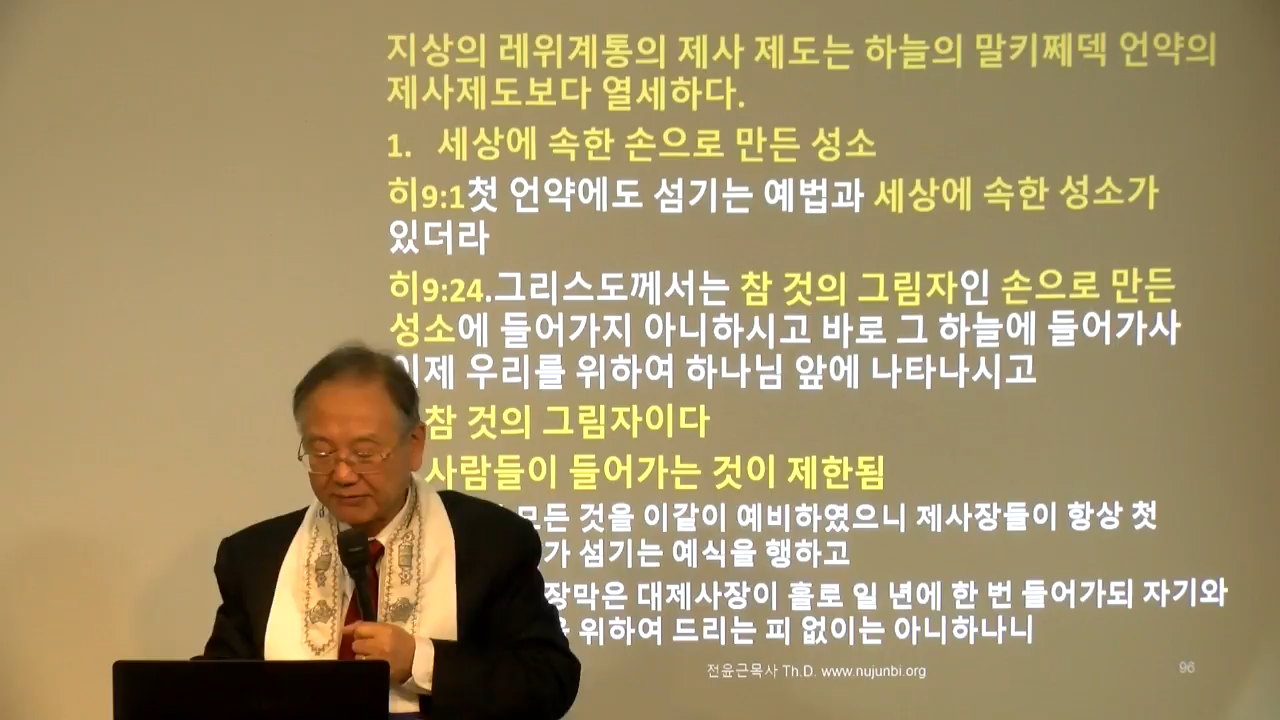 지상의 레위계통의 제사 제도는 하늘의 말키쩨덱 언약의
제사제도보다 열세하다.
1. 세상에 속한 손으로 만든 성소
히9:1첫 언약에도 섬기는 예법과 세상에 속한 성소가
있더라
히9:24.그리스도께서는 참 것의 그림자인 손으로 만든
성소에 들어가지 아니하시고 바로 그 하늘에 들어가사
이제 우리를 위하여 하나님 앞에 나타나시고
참 것의 그림자이다
사람들이 들어가는 것이 제한됨
모든 것을 이같이 예비하였으니 제사장들이 항상 첫
가 섬기는 예식을 행하고
장막은 대제사장이 홀로 일 년에 한 번 들어가되 자기와
위하여 드리는 피 없이는 아니하나니
전윤근목사 Th.D. www.nujunbi.org
96